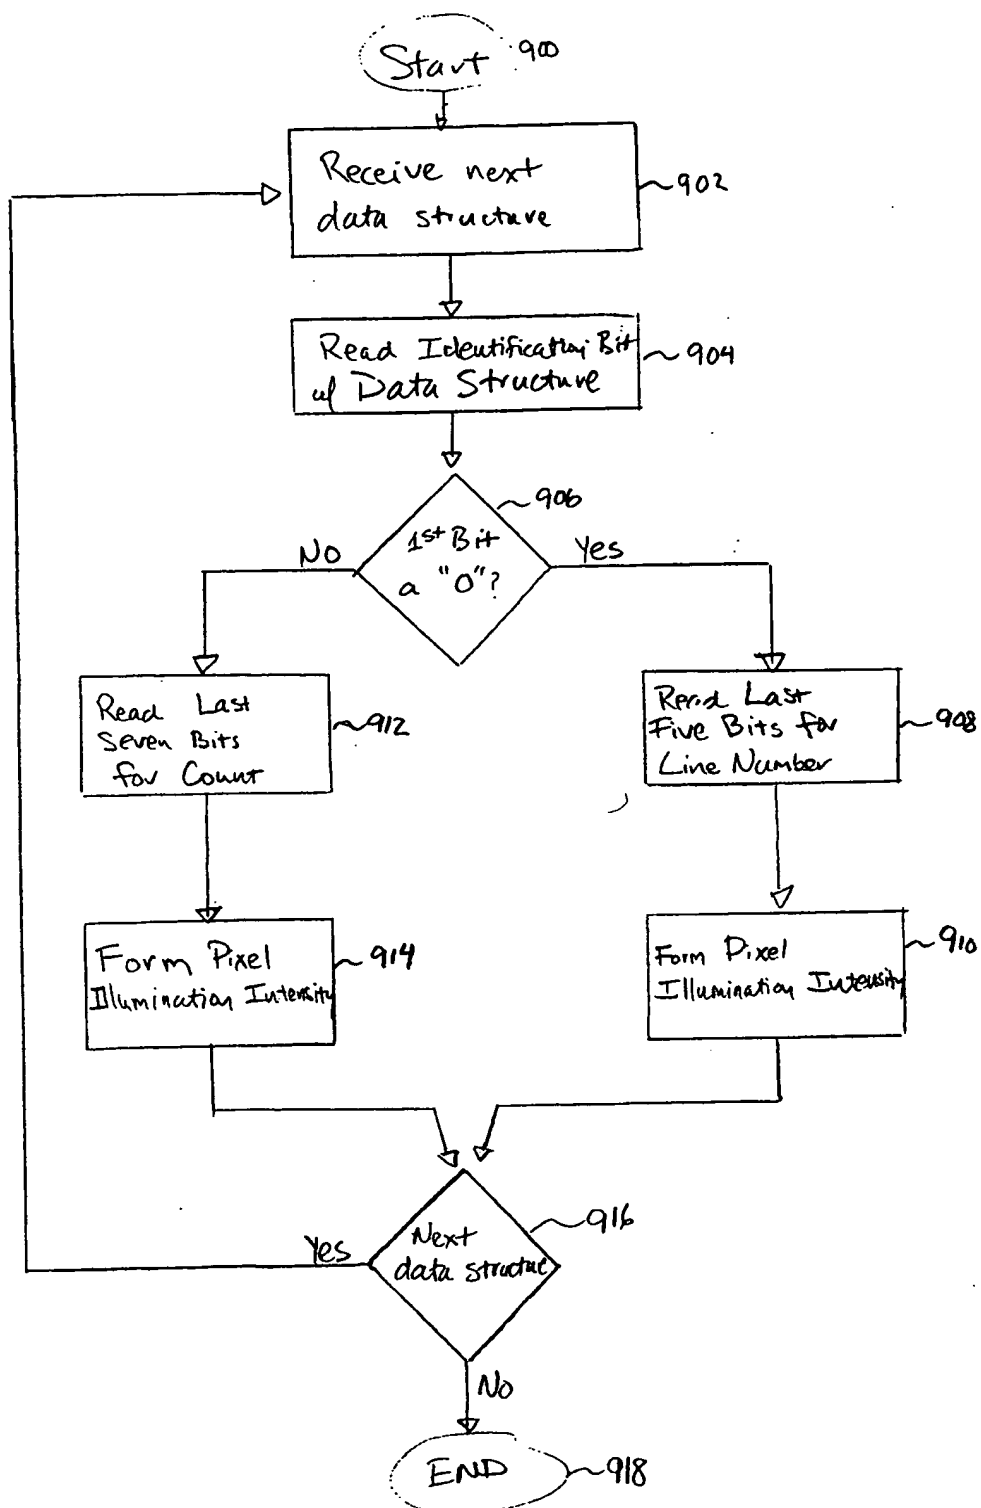 Start 900
Receive next
data structure
902
Read Identification Bit
w/ Data Structure
904
906
1st Bit
a "0"?
No
Yes
Read Last
Seven Bits
for Count
912
Read Last
Five Bits for
Line Number
908
Form Pixel
Illumination Intensity
914
Form Pixel
Illumination Intensity
910
916
Next
data structure
Yes
No
END
918